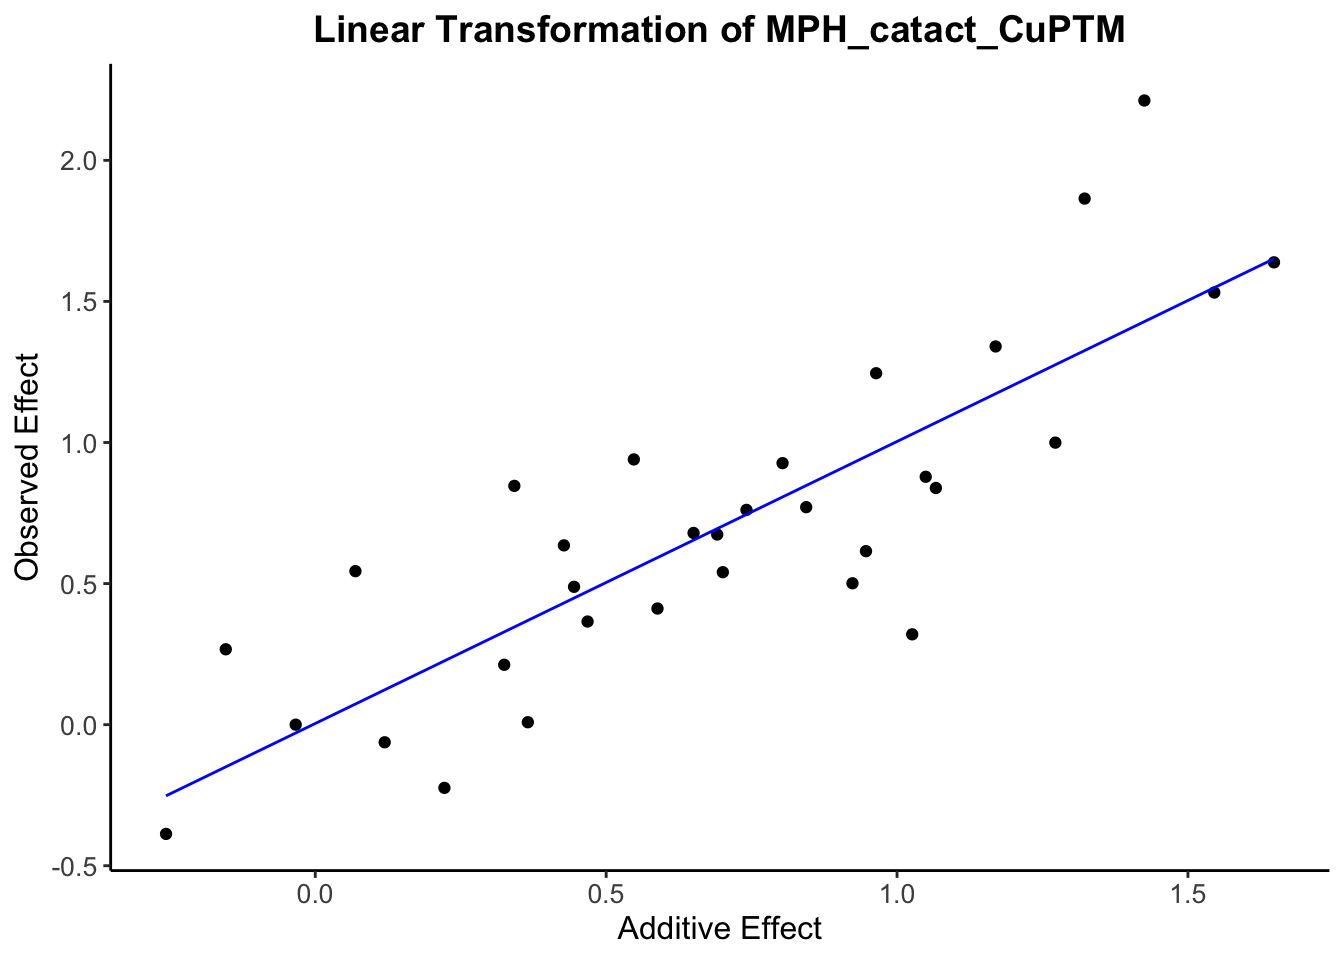 Linear Transformation of MPH_catact_CuPTM
Observed Effect
2.0
1.5
1.0
0.5
0.0
-0.5
0.0 0.5 1.0 1.5
Additive Effect